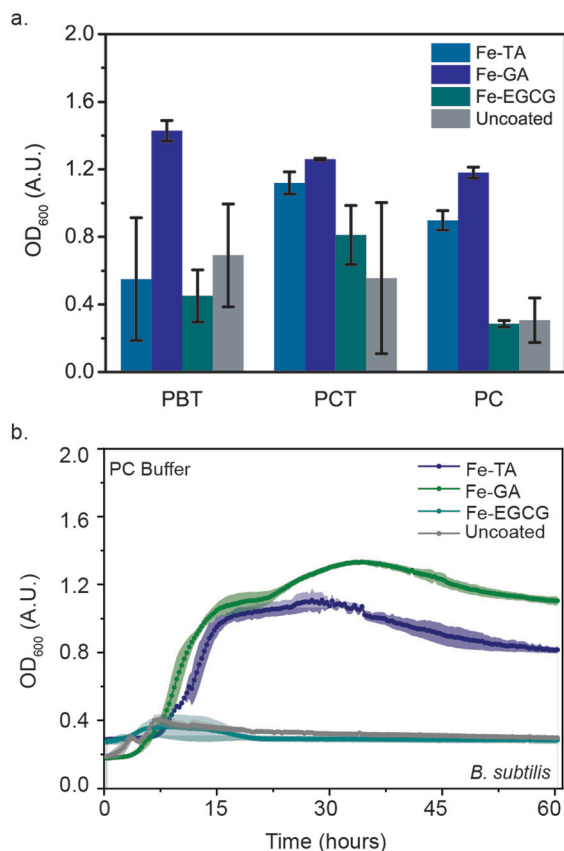 a.
2.0
1.6
1.2
0.8
0.4
0.0
OD600 (A.U.)
Fe-TA
Fe-GA
Fe-EGCG
Uncoated
PBT
PCT
PC
b.
2.0
1.6
1.2
0.8
0.4
0.0
OD600 (A.U.)
PC Buffer
Fe-TA
Fe-GA
Fe-EGCG
Uncoated
B. subtilis
0
15
30
45
60
Time (hours)